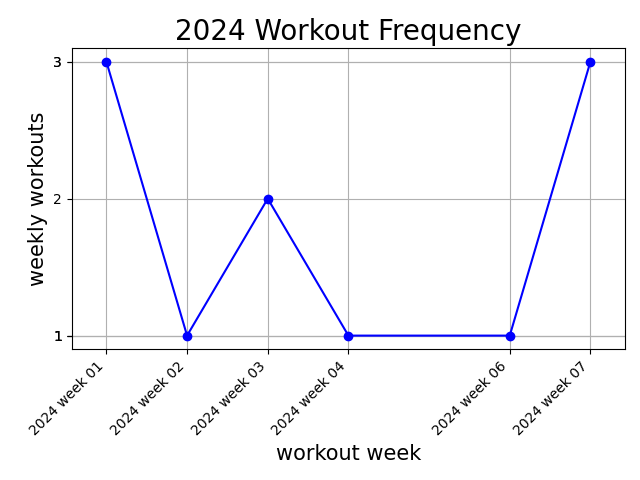 2024 Workout Frequency
weekly workouts
3
2
1
2024 week 01
2024 week 02
2024 week 03
2024 week 04
2024 week 06
2024 week 07
workout week